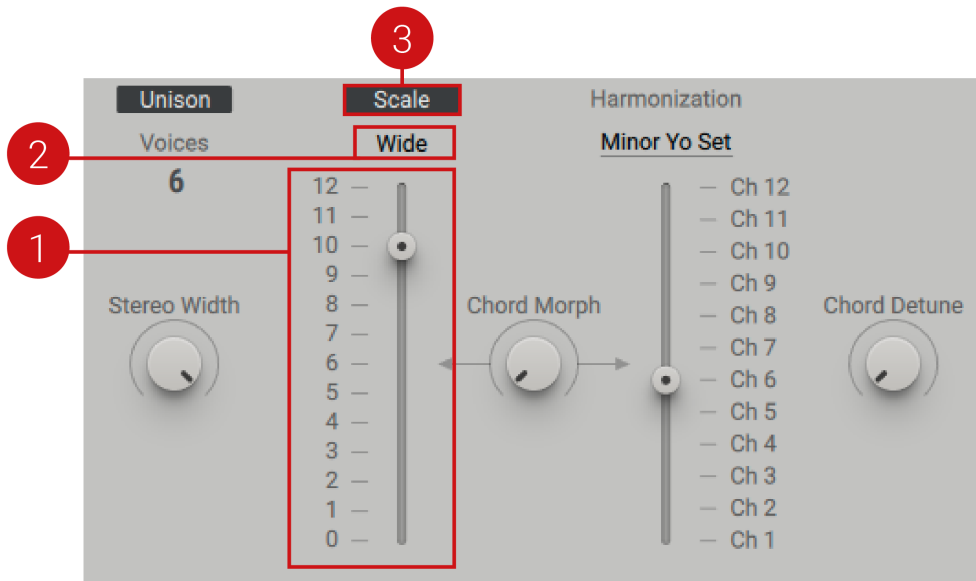 3
Unison
Scale
Harmonization
2
Voices
Wide
Minor Yo Set
6
1
12
11
10
9
8
7
6
5
4
3
2
1
0
Ch 12
Ch 11
Ch 10
Ch 9
Ch 8
Ch 7
Ch 6
Ch 5
Ch 4
Ch 3
Ch 2
Ch 1
Stereo Width
Chord Morph
Chord Detune